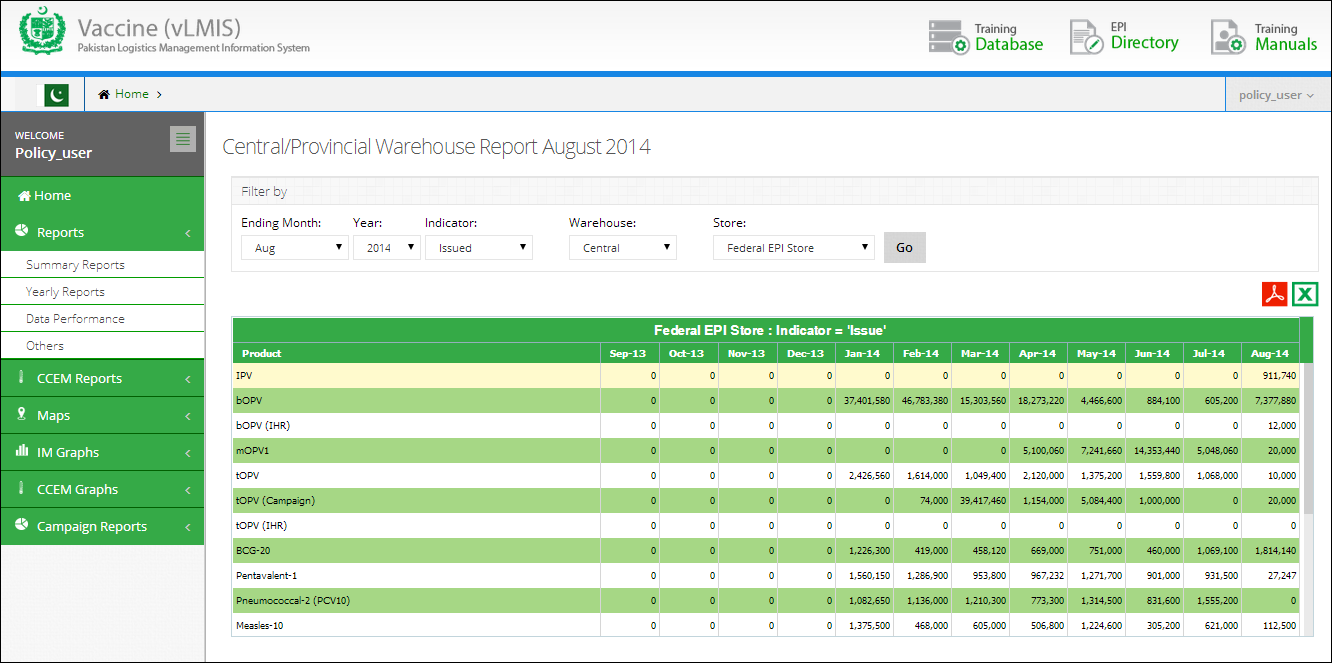 Vaccine (vLMIS)
Pakistan Logistics Management Information System
Training Database
EPI Directory
Training Manuals
Home
policy_user
WELCOME
Policy_user
Home
Reports
Summary Reports
Yearly Reports
Data Performance
Others
CCEM Reports
Maps
IM Graphs
CCEM Graphs
Campaign Reports
Central/Provincial Warehouse Report August 2014
Filter by
Ending Month: Year: Indicator: Warehouse: Store:
Aug 2014 Issued Central Federal EPI Store Go
Federal EPI Store : Indicator = 'Issue'
Product Sep-13 Oct-13 Nov-13 Dec-13 Jan-14 Feb-14 Mar-14 Apr-14 May-14 Jun-14 Jul-14 Aug-14
IPV 0 0 0 0 0 0 0 0 0 0 0 911,740
bOPV 0 0 0 0 37,401,580 46,783,380 15,303,560 18,273,220 4,466,600 884,100 605,200 7,377,880
bOPV (IHR) 0 0 0 0 0 0 0 0 0 0 0 12,000
mOPV1 0 0 0 0 0 0 0 5,100,060 7,241,660 14,353,440 5,048,060 20,000
tOPV 0 0 0 0 2,426,560 1,614,000 1,049,400 2,120,000 1,375,200 1,559,800 1,068,000 10,000
tOPV (Campaign) 0 0 0 0 0 74,000 39,417,460 1,154,000 5,084,400 1,000,000 0 20,000
tOPV (IHR) 0 0 0 0 0 0 0 0 0 0 0 0
BCG-20 0 0 0 0 1,226,300 419,000 458,120 669,000 751,000 460,000 1,069,100 1,814,140
Pentavalent-1 0 0 0 0 1,560,150 1,286,900 953,800 967,232 1,271,700 901,000 931,500 27,247
Pneumococcal-2 (PCV10) 0 0 0 0 1,082,650 1,136,000 1,210,300 773,300 1,314,500 831,600 1,555,200 0
Measles-10 0 0 0 0 1,375,500 468,000 605,000 506,800 1,224,600 305,200 621,000 112,500